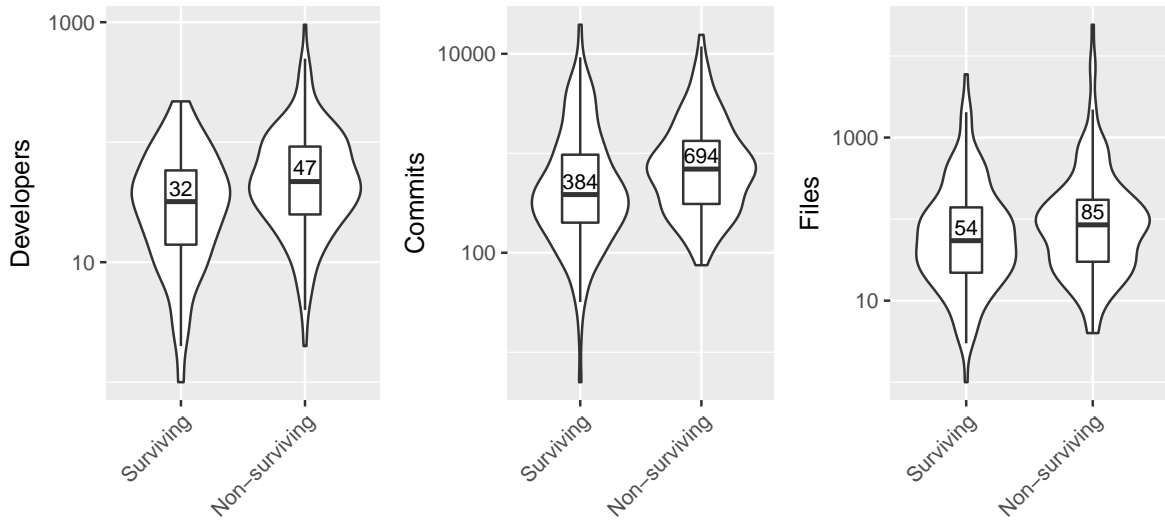 Developers
1000
10
32
47
Surviving
Non−surviving
Commits
10000
100
384
694
Surviving
Non−surviving
Files
1000
10
54
85
Surviving
Non−surviving